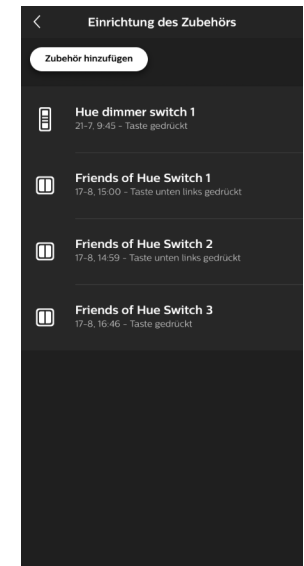 Einrichtung des Zubehörs
Zubehör hinzufügen
Hue dimmer switch 1
21-7, 9:45 – Taste gedrückt
Friends of Hue Switch 1
17-8, 15:00 – Taste unten links gedrückt
Friends of Hue Switch 2
17-8, 14:59 – Taste unten links gedrückt
Friends of Hue Switch 3
17-8, 16:46 – Taste gedrückt